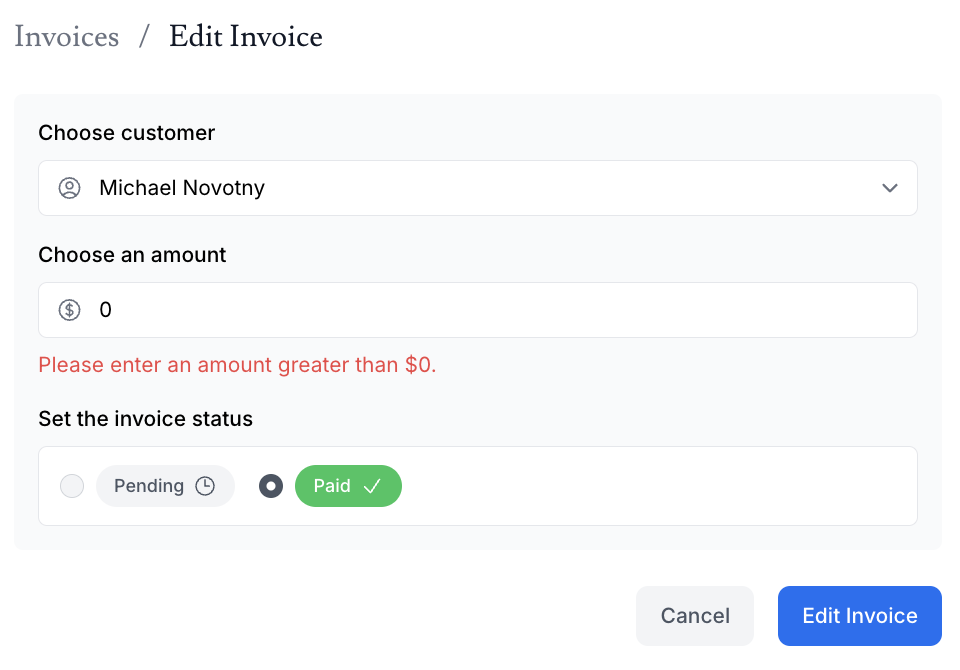 Invoices / Edit Invoice
Choose customer
Michael Novotny
Choose an amount
0
Please enter an amount greater than $0.
Set the invoice status
Pending Paid
Cancel Edit Invoice